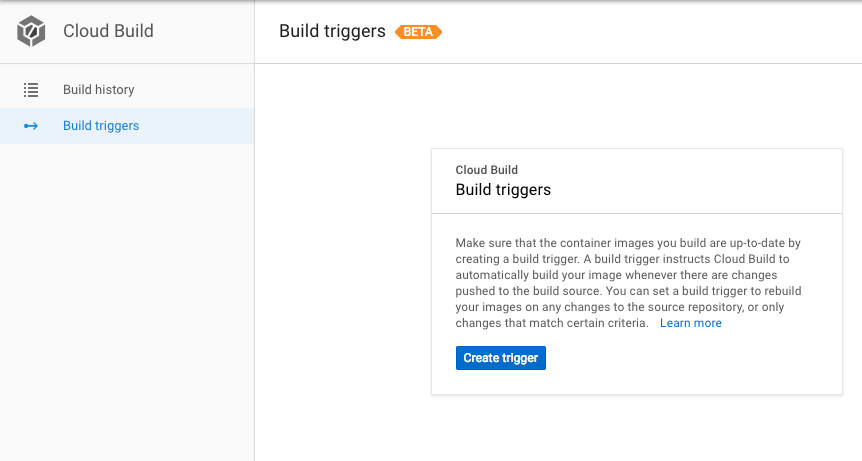 Cloud Build
Build triggers BETA
Build history
Build triggers
Cloud Build
Build triggers
Make sure that the container images you build are up-to-date by
creating a build trigger. A build trigger instructs Cloud Build to
automatically build your image whenever there are changes
pushed to the build source. You can set a build trigger to rebuild
your images on any changes to the source repository, or only
changes that match certain criteria. Learn more
Create trigger